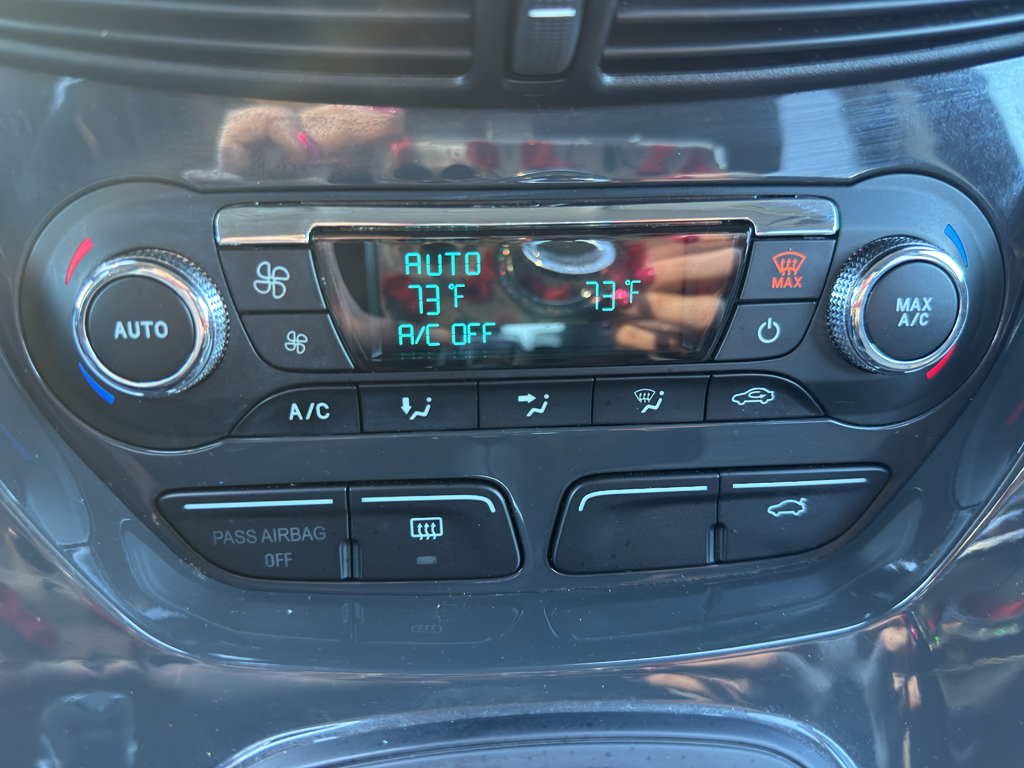 AUTO
73°F 73°F
A/C OFF
MAX
AUTO
MAX
A/C
A/C
PASS AIRBAG
OFF